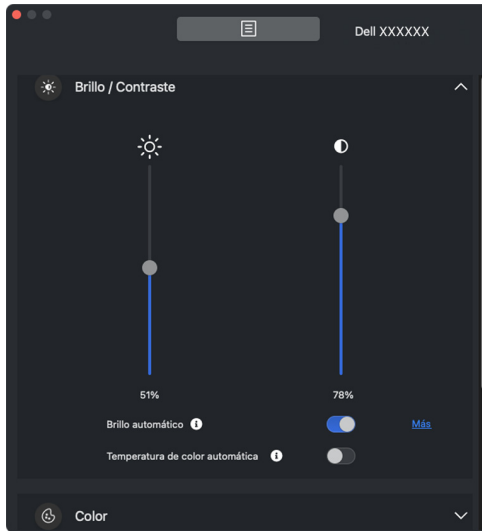 Dell XXXXXX
Brillo / Contraste
51%
78%
Brillo automático
Más
Temperatura de color automática
Color